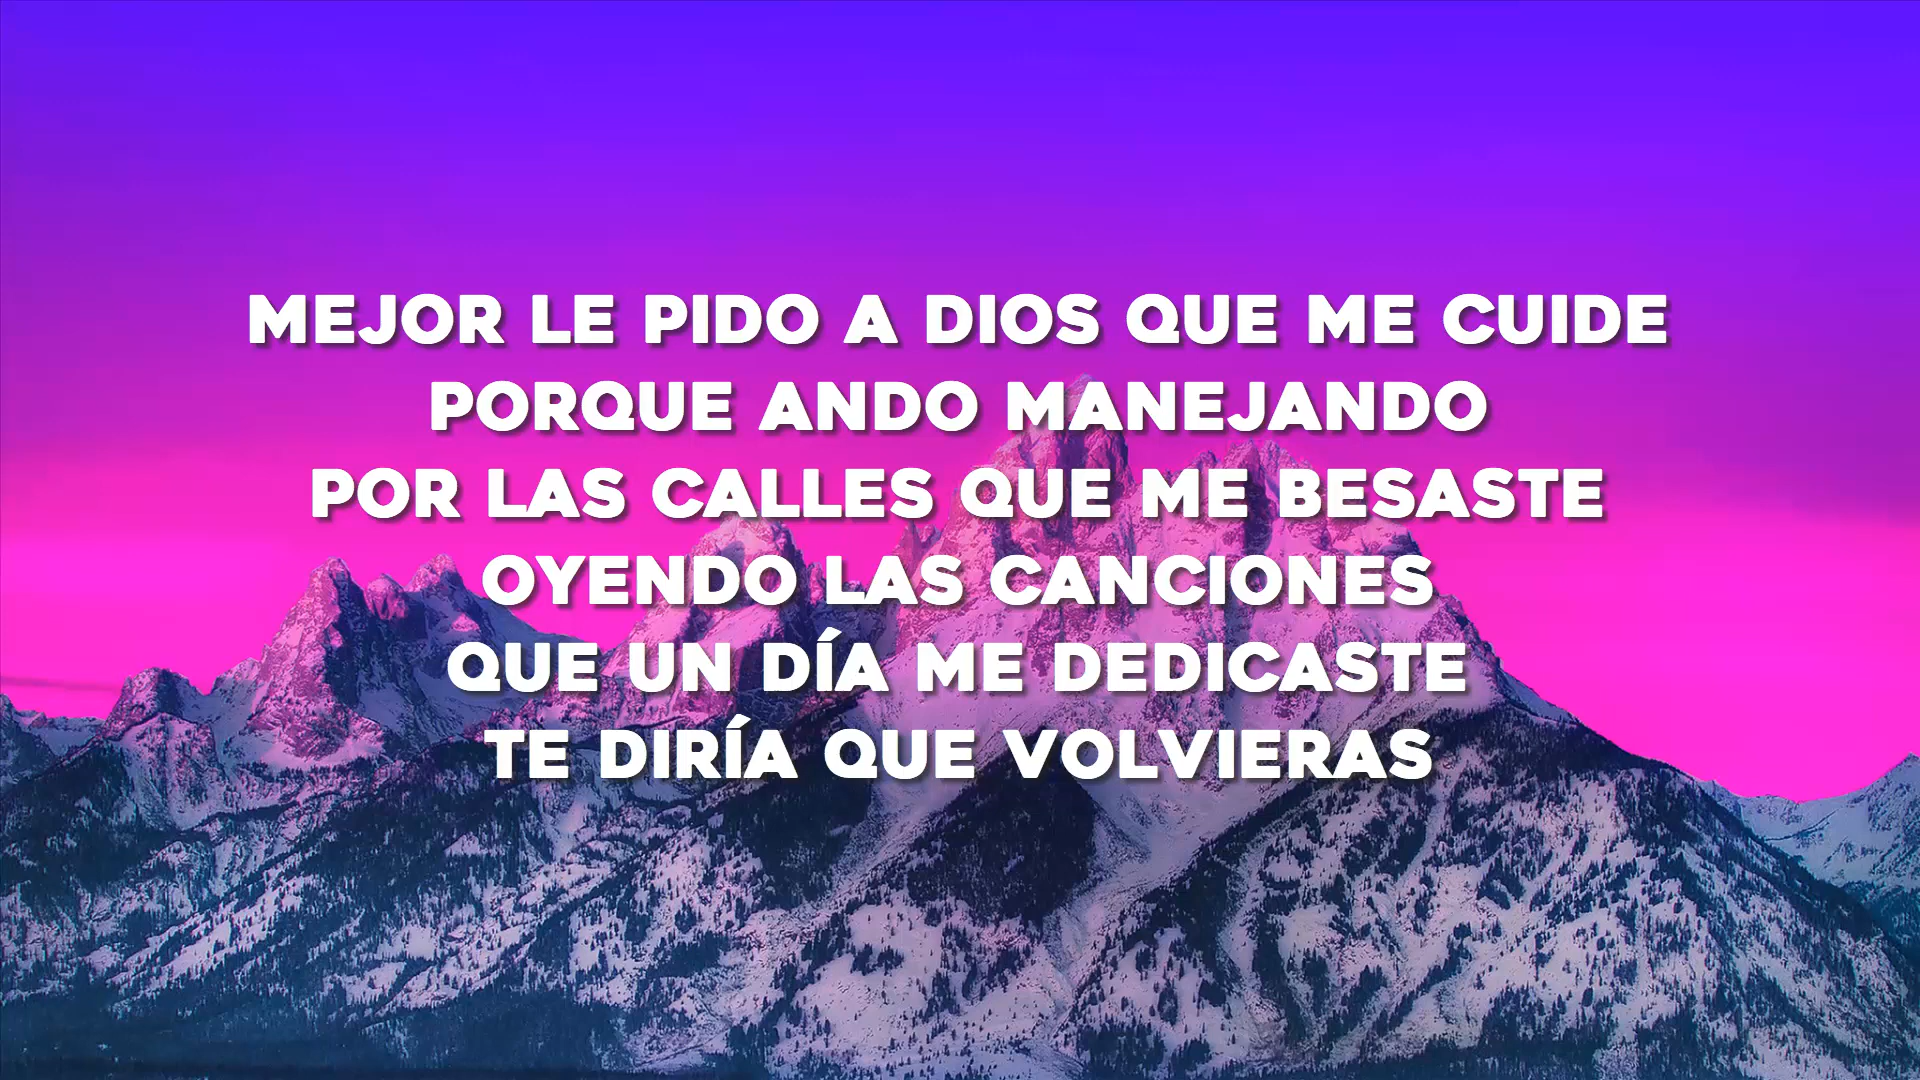 MEJOR LE PIDO A DIOS QUE ME CUIDE
PORQUE ANDO MANEJANDO
POR LAS CALLES QUE ME BESASTE
OYENDO LAS CANCIONES
QUE UN DÍA ME DEDICASTE
TE DIRÍA QUE VOLVIERAS